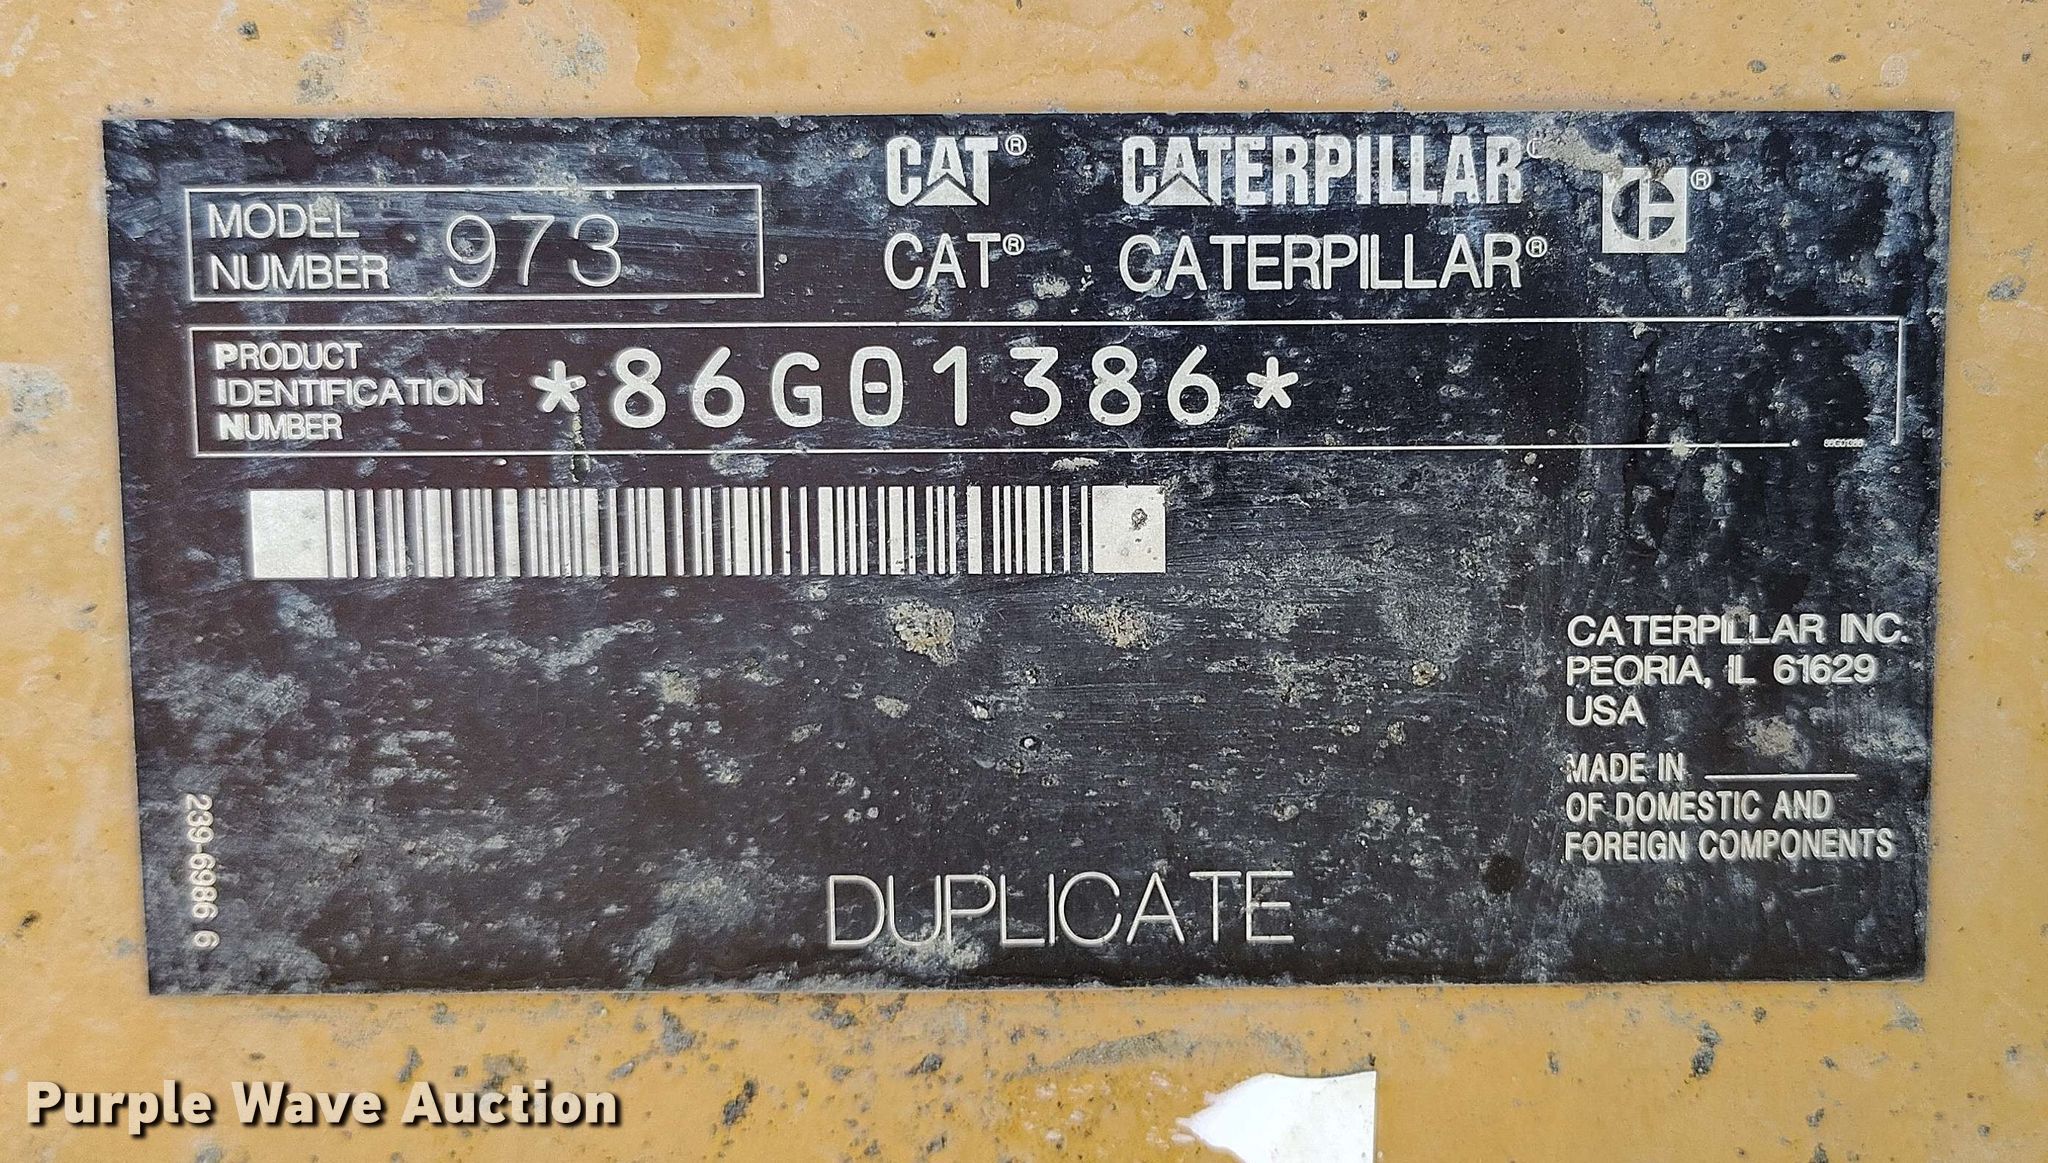 CAT® CATERPILLAR ®
MODEL NUMBER 973
CAT® CATERPILLAR®
PRODUCT
IDENTIFICATION
NUMBER
*86G01386*
86G01386
CATERPILLAR INC.
PEORIA, IL 61629
USA
MADE IN
OF DOMESTIC AND
FOREIGN COMPONENTS
239-6986 6
DUPLICATE
Purple Wave Auction